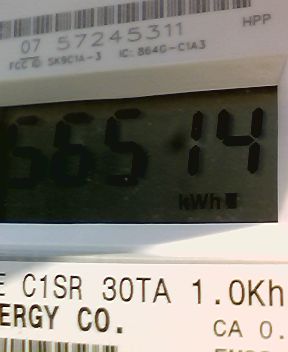 07 57245311
HPP
FCC ID: SK9C1A-3 IC: 864G-C1A3
56514
kWh
C1SR 30TA 1.0Kh
ERGY CO.
CA 0.